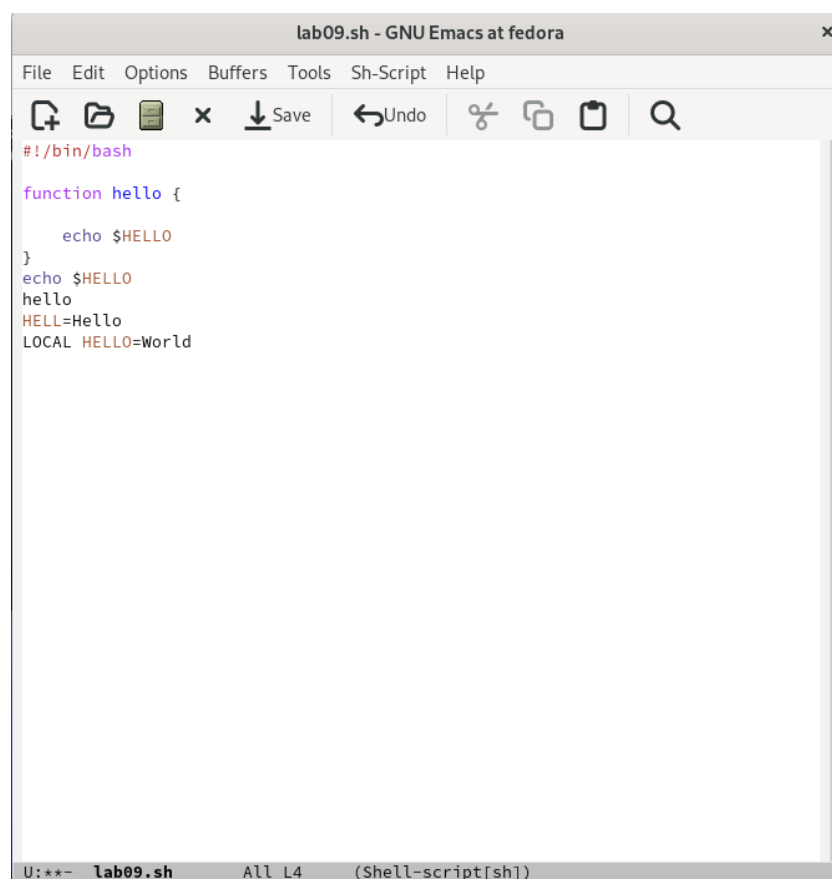 lab09.sh - GNU Emacs at fedora
File Edit Options Buffers Tools Sh-Script Help
Save Undo
#!/bin/bash
function hello {
echo $HELLO
}
echo $HELLO
hello
HELL=Hello
LOCAL HELLO=World
U:**- lab09.sh All L4 (Shell-script[sh])